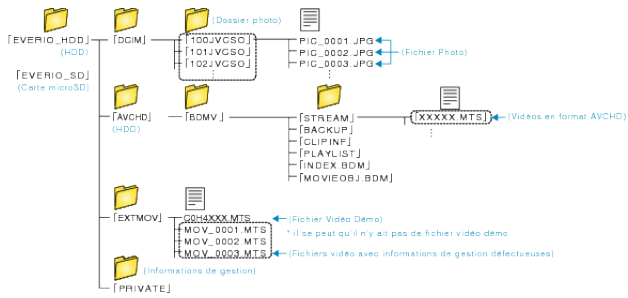 (Dossier photo)
「EVERIO_HDD」
(HDD)
「DCIM」
「100JVCSO」
「101JVCSO」
「102JVCSO」
PIC_0001.JPG
PIC_0002.JPG
PIC_0003.JPG
(Fichier Photo)
「EVERIO_SD」
(Carte microSD)
「AVCHD」
(HDD)
「BDMV」
「STREAM」
「BACKUP」
「CLIPINF」
「PLAYLIST」
「INDEX.BDM」
「MOVIEOBJ.BDM」
「XXXXX.MTS」
(Vidéos en format AVCHD)
「EXTMOV」
C0H4XXX.MTS
(Fichier Vidéo Démo)
MOV_0001.MTS
* il se peut qu'il n'y ait pas de fichier vidéo démo
MOV_0002.MTS
MOV_0003.MTS
(Fichiers vidéo avec informations de gestion défectueuses)
(Informations de gestion)
「PRIVATE」